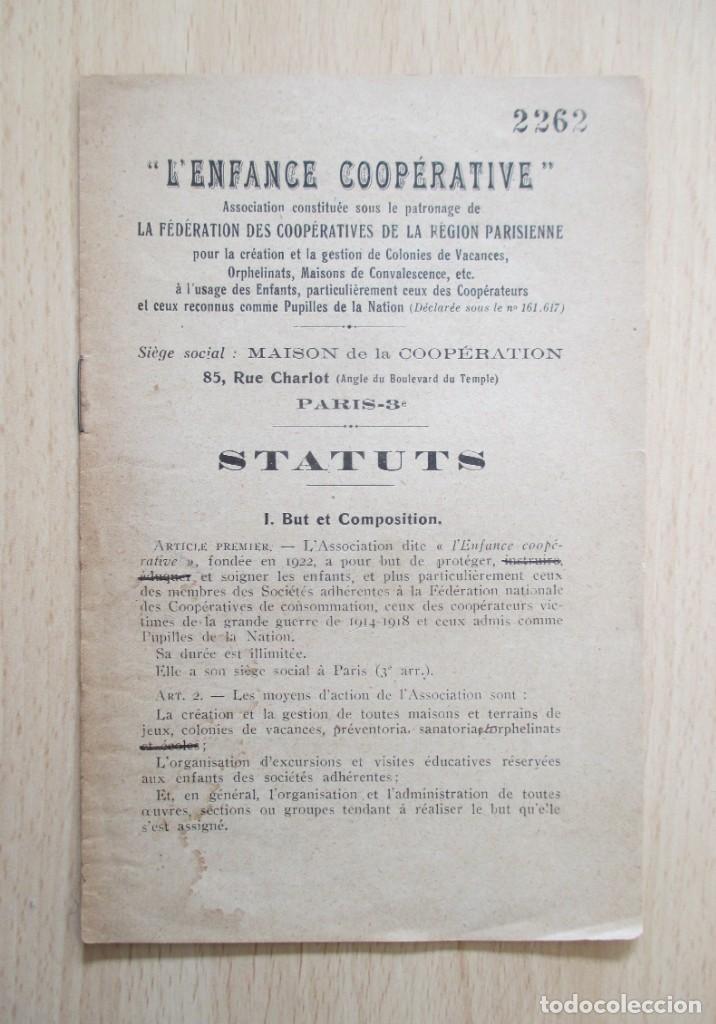 2262
"L'ENFANCE COOPÉRATIVE"
Association constituée sous le patronage de
LA FÉDÉRATION DES COOPÉRATIVES DE LA RÉGION PARISIENNE
pour la création et la gestion de Colonies de Vacances,
Orphelinats, Maisons de Convalescence, etc.
à l'usage des Enfants, particulièrement ceux des Coopérateurs
et ceux reconnus comme Pupilles de la Nation (Déclarée sous le nº 161.617)
Siège social : MAISON de la COOPÉRATION
85, Rue Charlot (Angle du Boulevard du Temple)
PARIS-3e
STATUTS
I. But et Composition.
ARTICLE PREMIER. — L'Association dite « l'Enfance coopé-
rative », fondée en 1922, a pour but de protéger, instruire,
éduquer et soigner les enfants, et plus particulièrement ceux
des membres des Sociétés adhérentes à la Fédération nationale
des Coopératives de consommation, ceux des coopérateurs vic-
times de la grande guerre de 1914-1918 et ceux admis comme
Pupilles de la Nation.
Sa durée est illimitée.
Elle a son siège social à Paris (3e arr.).
ART. 2. — Les moyens d'action de l'Association sont :
La création et la gestion de toutes maisons et terrains de
jeux, colonies de vacances, préventoria, sanatoria, orphelinats
et écoles ;
L'organisation d'excursions et visites éducatives réservées
aux enfants des sociétés adhérentes ;
Et, en général, l'organisation et l'administration de toutes
œuvres, sections ou groupes tendant à réaliser le but qu'elle
s'est assigné.
todocoleccion